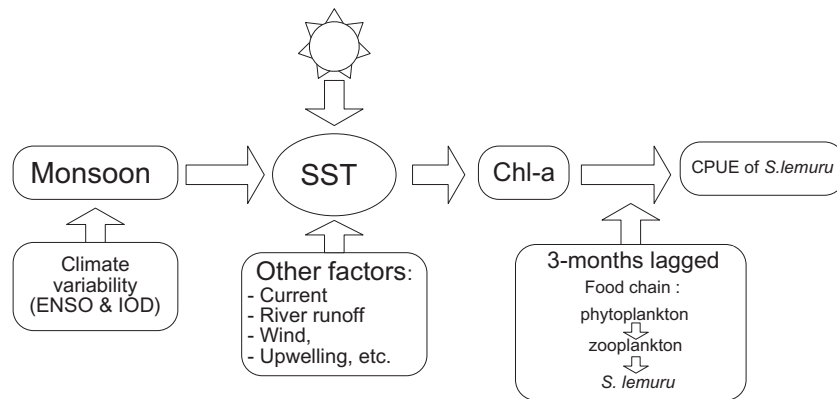 Monsoon
SST
Chl-a
CPUE of S.lemuru
Climate
variability
(ENSO & IOD)
Other factors:
- Current
- River runoff
- Wind,
- Upwelling, etc.
3-months lagged
Food chain :
phytoplankton
zooplankton
S. lemuru